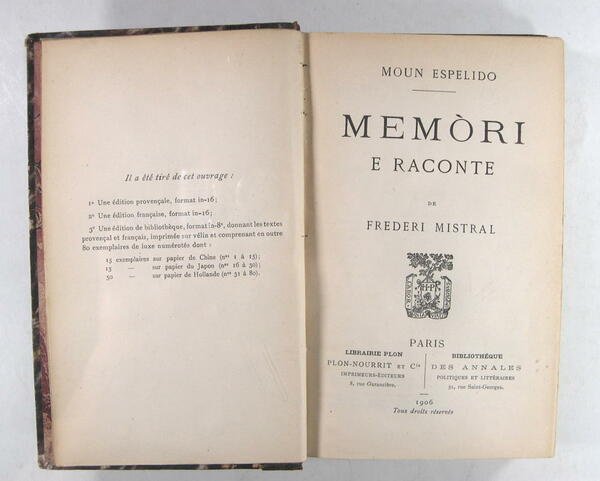 Il a été tiré de cet ouvrage :
1º Une édition provençale, format in-16;
2º Une édition française, format in-16;
3º Une édition de bibliothèque, format in-8º, donnant les textes
provençal et français, imprimée sur vélin et comprenant en outre
80 exemplaires de luxe numérotés dont :
15 exemplaires sur papier de Chine (nºs 1 à 15);
15 — sur papier du Japon (nºs 16 à 30);
50 — sur papier de Hollande (nºs 31 à 80).
MOUN ESPELIDO
MEMÒRI
E RACONTE
DE
FREDERI MISTRAL
LABOR
H·P
PARIS
LIBRAIRIE PLON
PLON-NOURRIT ET Cie
IMPRIMEURS-ÉDITEURS
8, rue Garancière.
BIBLIOTHÈQUE
DES ANNALES
POLITIQUES ET LITTÉRAIRES
51, rue Saint-Georges.
1906
Tous droits réservés